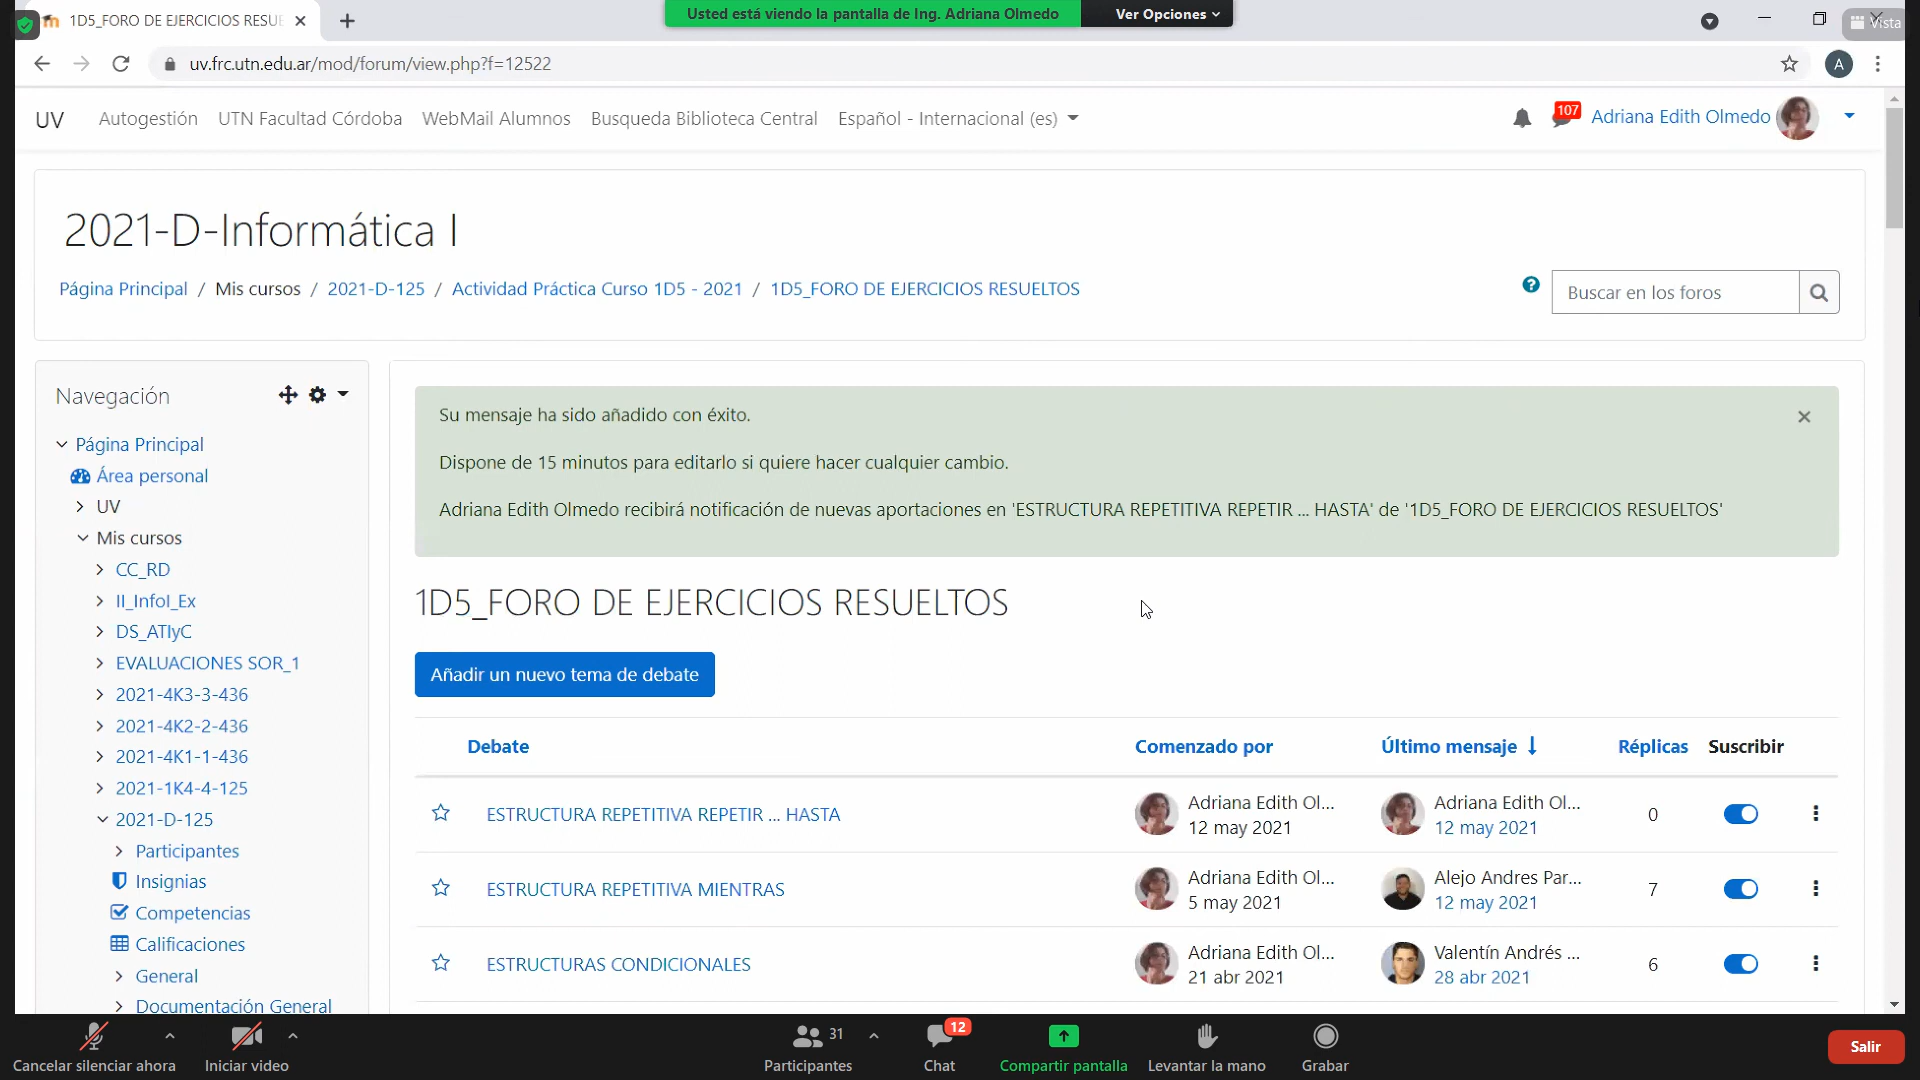 1D5_FORO DE EJERCICIOS RESUE
Usted está viendo la pantalla de Ing. Adriana Olmedo
Ver Opciones
Vista
uv.frc.utn.edu.ar/mod/forum/view.php?f=12522
A
UV
Autogestión
UTN Facultad Córdoba
WebMail Alumnos
Busqueda Biblioteca Central
Español - Internacional (es)
107
Adriana Edith Olmedo
2021-D-Informática I
Página Principal / Mis cursos / 2021-D-125 / Actividad Práctica Curso 1D5 - 2021 / 1D5_FORO DE EJERCICIOS RESUELTOS
Buscar en los foros
Navegación
Página Principal
Área personal
UV
Mis cursos
CC_RD
II_InfoI_Ex
DS_ATIyC
EVALUACIONES SOR_1
2021-4K3-3-436
2021-4K2-2-436
2021-4K1-1-436
2021-1K4-4-125
2021-D-125
Participantes
Insignias
Competencias
Calificaciones
General
Documentación General
Su mensaje ha sido añadido con éxito.
Dispone de 15 minutos para editarlo si quiere hacer cualquier cambio.
Adriana Edith Olmedo recibirá notificación de nuevas aportaciones en 'ESTRUCTURA REPETITIVA REPETIR ... HASTA' de '1D5_FORO DE EJERCICIOS RESUELTOS'
1D5_FORO DE EJERCICIOS RESUELTOS
Añadir un nuevo tema de debate
Debate
Comenzado por
Último mensaje
Réplicas
Suscribir
ESTRUCTURA REPETITIVA REPETIR ... HASTA
Adriana Edith Ol...
12 may 2021
Adriana Edith Ol...
12 may 2021
0
ESTRUCTURA REPETITIVA MIENTRAS
Adriana Edith Ol...
5 may 2021
Alejo Andres Par...
12 may 2021
7
ESTRUCTURAS CONDICIONALES
Adriana Edith Ol...
21 abr 2021
Valentín Andrés ...
28 abr 2021
6
Cancelar silenciar ahora
Iniciar video
31
Participantes
12
Chat
Compartir pantalla
Levantar la mano
Grabar
Salir